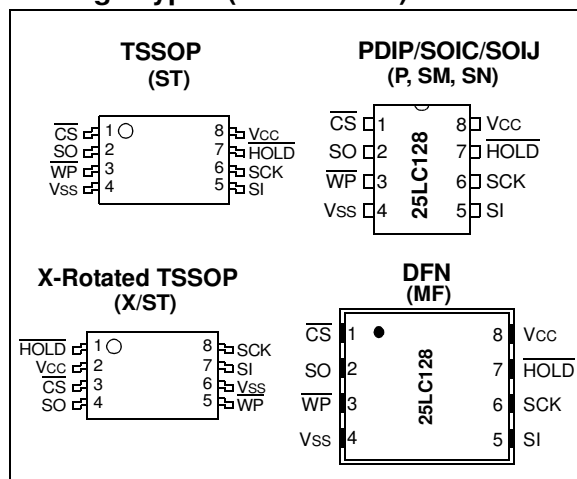 TSSOP
(ST)
CS 1 8 VCC
SO 2 7 HOLD
WP 3 6 SCK
VSS 4 5 SI
PDIP/SOIC/SOIJ
(P, SM, SN)
CS 1 8 VCC
SO 2 7 HOLD
WP 3 6 SCK
VSS 4 5 SI
25LC128
X-Rotated TSSOP
(X/ST)
HOLD 1 8 SCK
VCC 2 7 SI
CS 3 6 VSS
SO 4 5 WP
DFN
(MF)
CS 1 8 VCC
SO 2 7 HOLD
WP 3 6 SCK
VSS 4 5 SI
25LC128